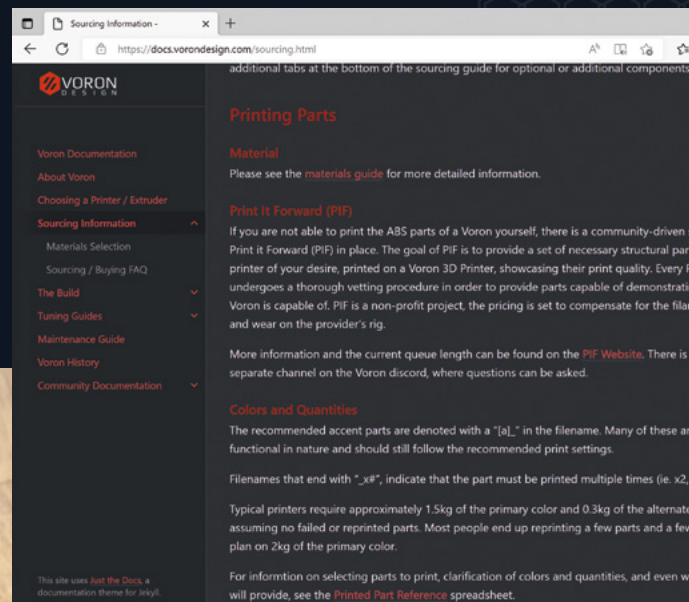 Sourcing Information -
https://docs.vorondesign.com/sourcing.html
VORON
DESIGN
Voron Documentation
About Voron
Choosing a Printer / Extruder
Sourcing Information
Materials Selection
Sourcing / Buying FAQ
The Build
Tuning Guides
Maintenance Guide
Voron History
Community Documentation
This site uses Just the Docs, a
documentation theme for Jekyll.
additional tabs at the bottom of the sourcing guide for optional or additional components
Printing Parts
Material
Please see the materials guide for more detailed information.
Print It Forward (PIF)
If you are not able to print the ABS parts of a Voron yourself, there is a community-driven
Print it Forward (PIF) in place. The goal of PIF is to provide a set of necessary structural par
printer of your desire, printed on a Voron 3D Printer, showcasing their print quality. Every
undergoes a thorough vetting procedure in order to provide parts capable of demonstrati
Voron is capable of. PIF is a non-profit project, the pricing is set to compensate for the fila
and wear on the provider's rig.
More information and the current queue length can be found on the PIF Website. There is
separate channel on the Voron discord, where questions can be asked.
Colors and Quantities
The recommended accent parts are denoted with a "[a]_" in the filename. Many of these ar
functional in nature and should still follow the recommended print settings.
Filenames that end with "_x#", indicate that the part must be printed multiple times (ie. x2,
Typical printers require approximately 1.5kg of the primary color and 0.3kg of the alternate
assuming no failed or reprinted parts. Most people end up reprinting a few parts and a few
plan on 2kg of the primary color.
For informtion on selecting parts to print, clarification of colors and quantities, and even w
will provide, see the Printed Part Reference spreadsheet.